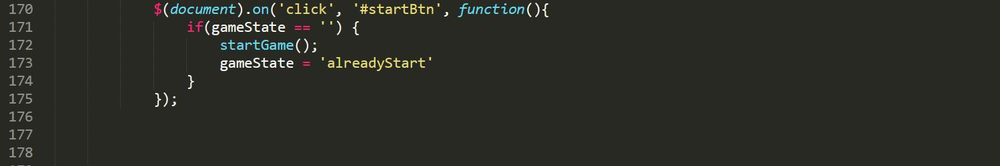 170 $(document).on('click', '#startBtn', function(){
171 if(gameState == '') {
172 startGame();
173 gameState = 'alreadyStart'
174 }
175 });
176
177
178